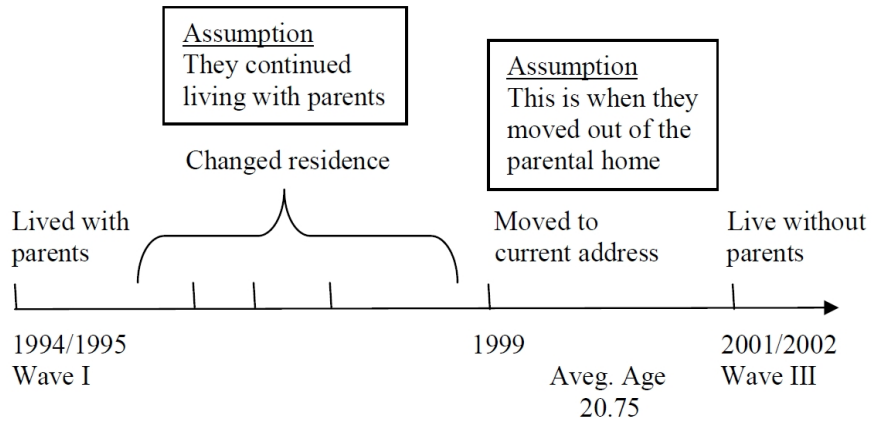 Assumption
They continued
living with parents
Assumption
This is when they
moved out of the
parental home
Changed residence
Lived with
parents
Moved to
current address
Live without
parents
1994/1995
Wave I
1999
Aveg. Age
20.75
2001/2002
Wave III